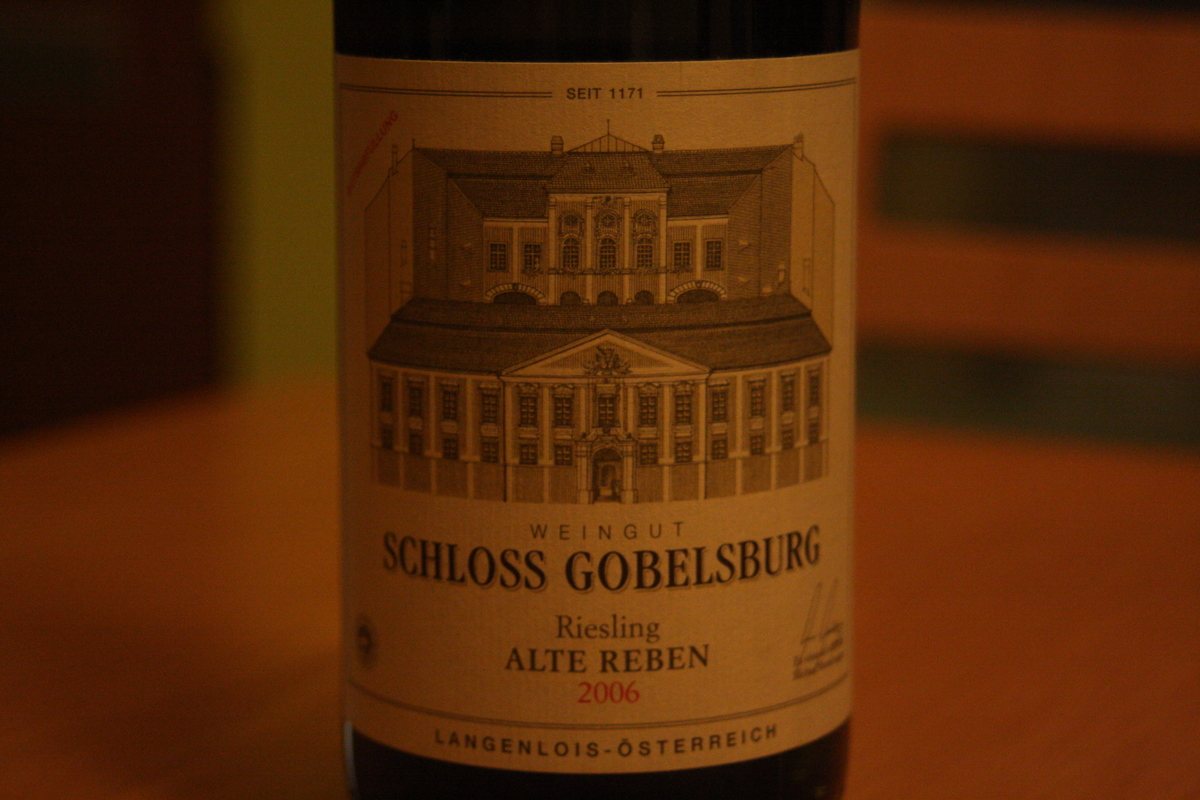 SEIT 1171
WEINGUT
SCHLOSS GOBELSBURG
Riesling
ALTE REBEN
2006
LANGENLOIS-ÖSTERREICH